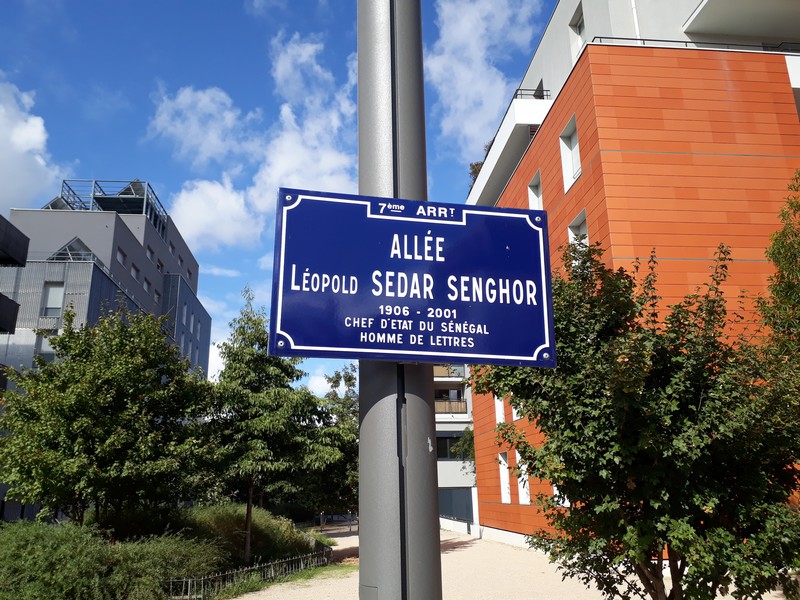 7ème ARRT
ALLÉE
LÉOPOLD SEDAR SENGHOR
1906 - 2001
CHEF D'ETAT DU SÉNÉGAL
HOMME DE LETTRES